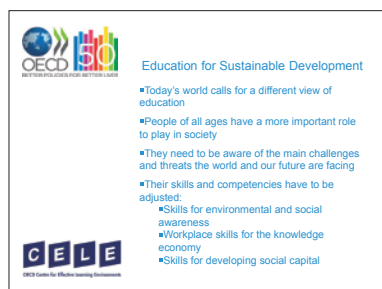 OECD 50
BETTER POLICIES FOR BETTER LIVES
Education for Sustainable Development
▪Today's world calls for a different view of
education
▪People of all ages have a more important role
to play in society
▪They need to be aware of the main challenges
and threats the world and our future are facing
▪Their skills and competencies have to be
adjusted:
▪Skills for environmental and social
awareness
▪Workplace skills for the knowledge
economy
▪Skills for developing social capital
CELE
OECD Centre for Effective Learning Environments